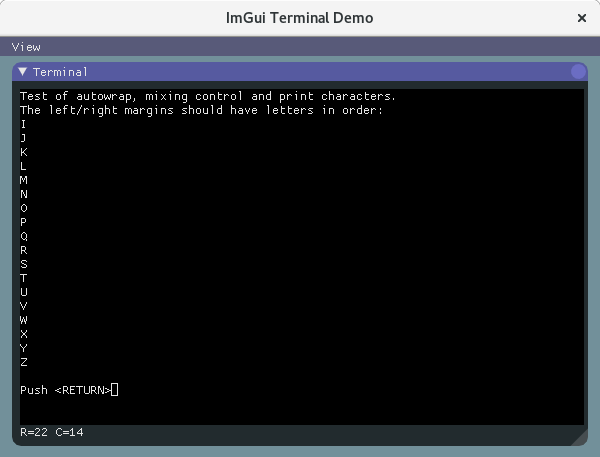 ImGui Terminal Demo
View
Terminal
Test of autowrap, mixing control and print characters.
The left/right margins should have letters in order:
I
J
K
L
M
N
O
P
Q
R
S
T
U
V
W
X
Y
Z
Push <RETURN>
R=22 C=14